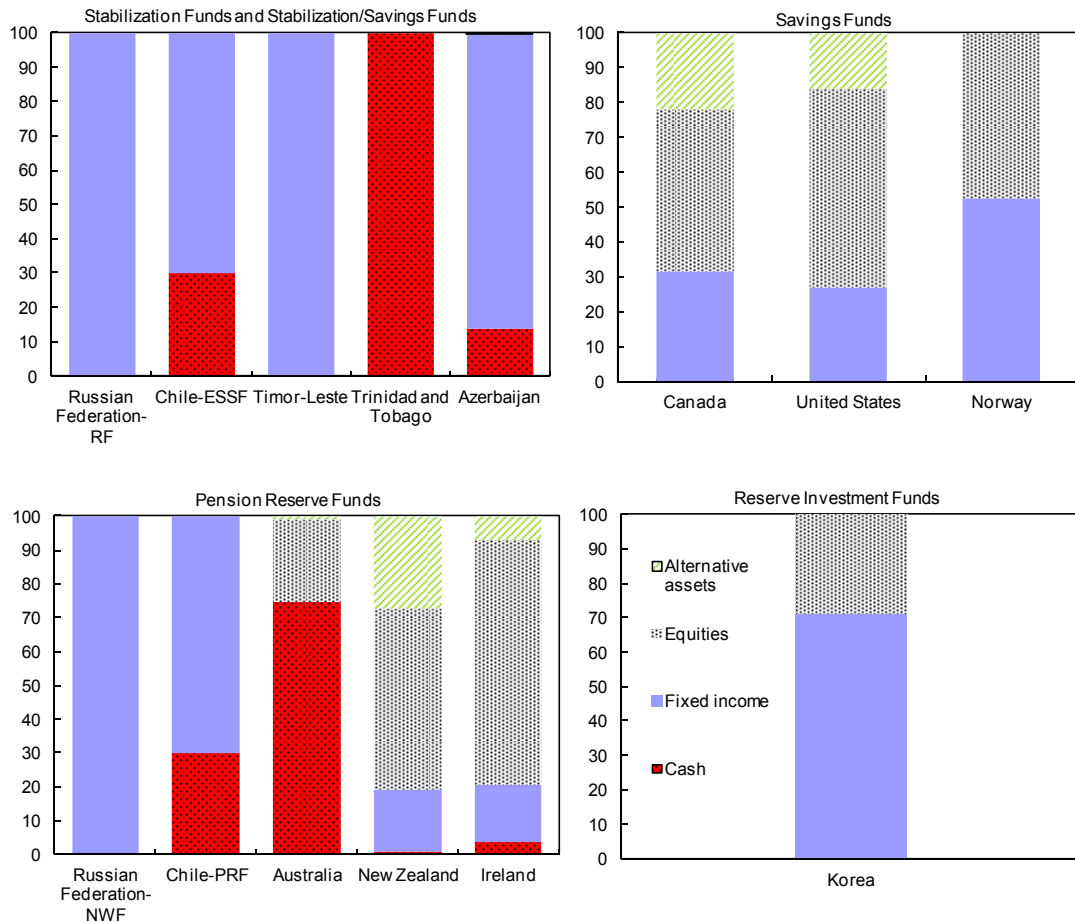 Stabilization Funds and Stabilization/Savings Funds
100
90
80
70
60
50
40
30
20
10
0
Russian Federation-RF
Chile-ESSF
Timor-Leste
Trinidad and Tobago
Azerbaijan
Savings Funds
100
90
80
70
60
50
40
30
20
10
0
Canada
United States
Norway
Pension Reserve Funds
100
90
80
70
60
50
40
30
20
10
0
Russian Federation-NWF
Chile-PRF
Australia
New Zealand
Ireland
Reserve Investment Funds
100
90
80
70
60
50
40
30
20
10
0
Alternative assets
Equities
Fixed income
Cash
Korea